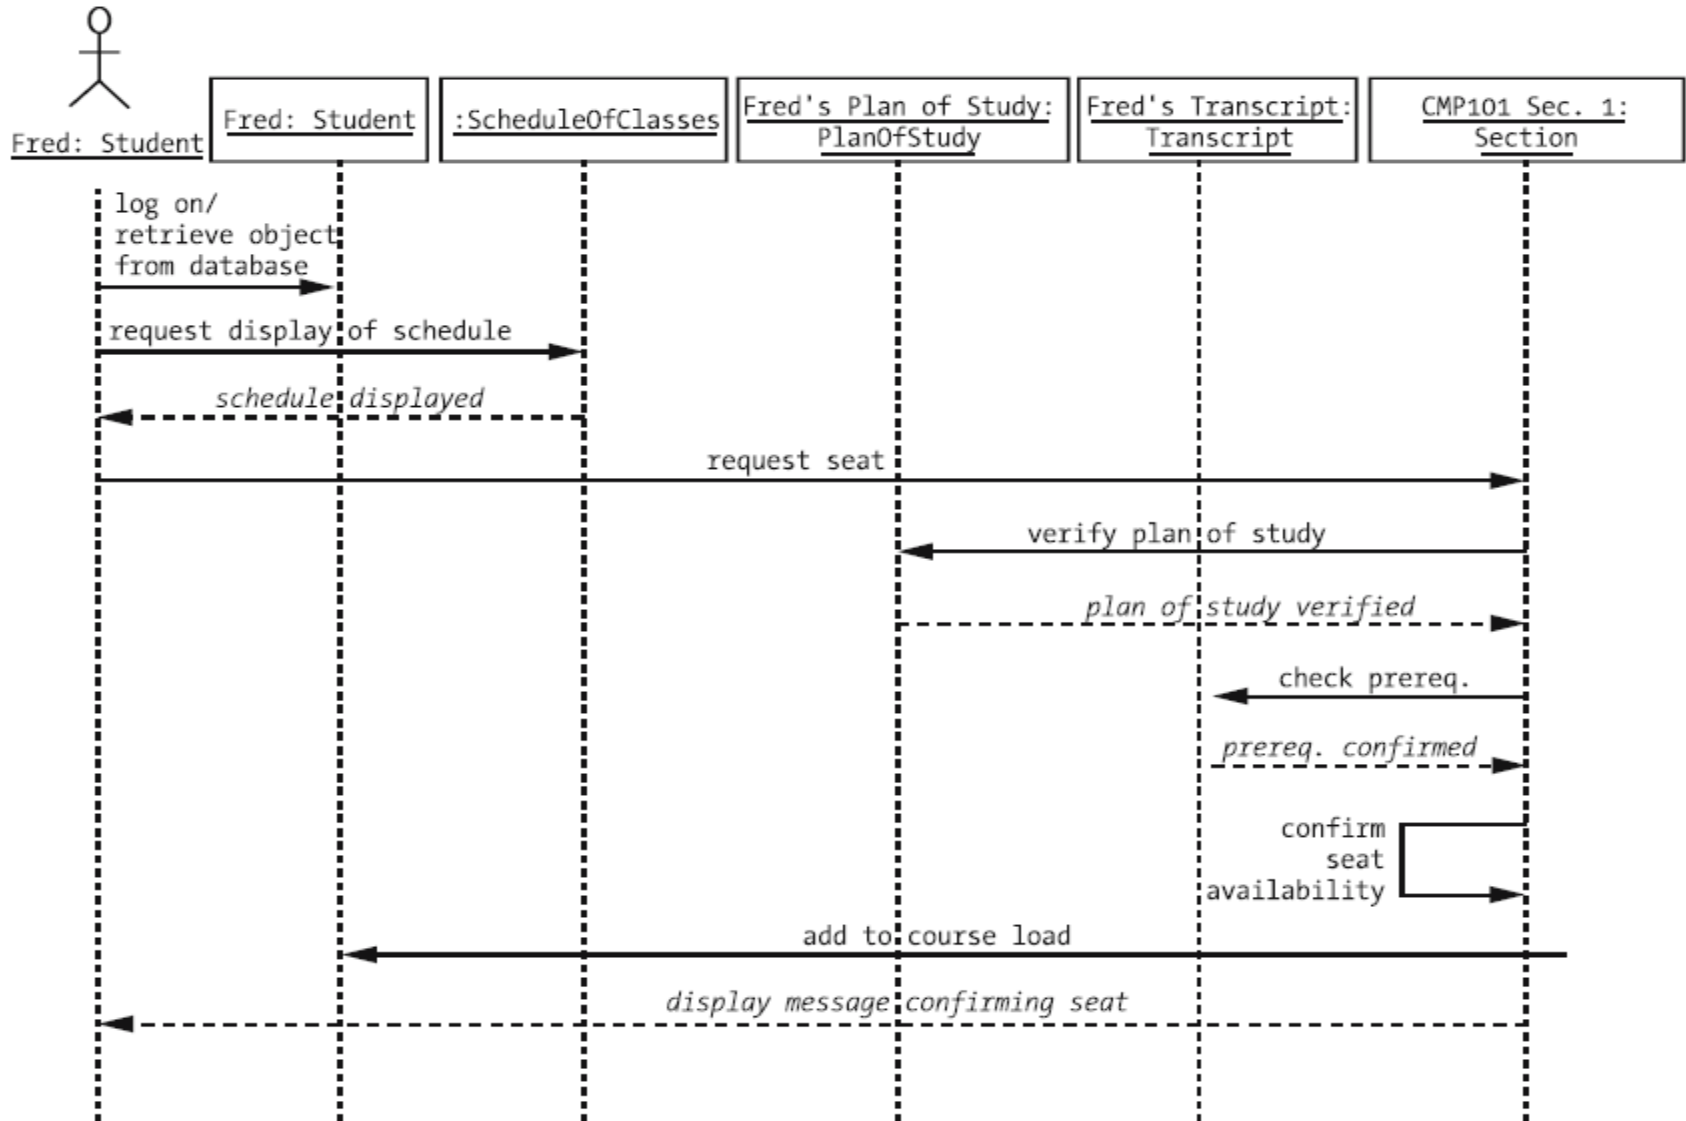 Fred: Student
Fred: Student
:ScheduleOfClasses
Fred's Plan of Study:
PlanOfStudy
Fred's Transcript:
Transcript
CMP101 Sec. 1:
Section
log on/
retrieve object
from database
request display of schedule
schedule displayed
request seat
verify plan of study
plan of study verified
check prereq.
prereq. confirmed
confirm
seat
availability
add to course load
display message confirming seat